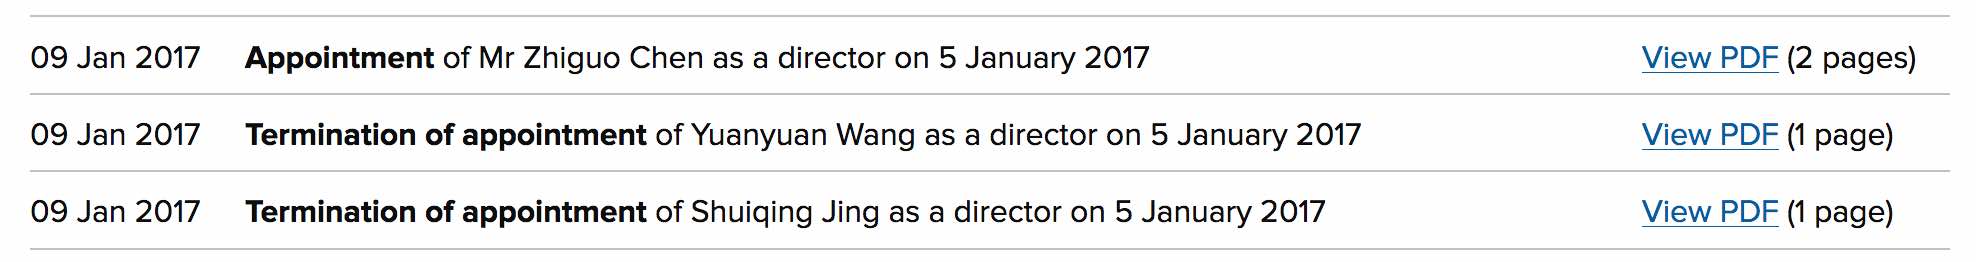 09 Jan 2017 Appointment of Mr Zhiguo Chen as a director on 5 January 2017 View PDF (2 pages)
09 Jan 2017 Termination of appointment of Yuanyuan Wang as a director on 5 January 2017 View PDF (1 page)
09 Jan 2017 Termination of appointment of Shuiqing Jing as a director on 5 January 2017 View PDF (1 page)